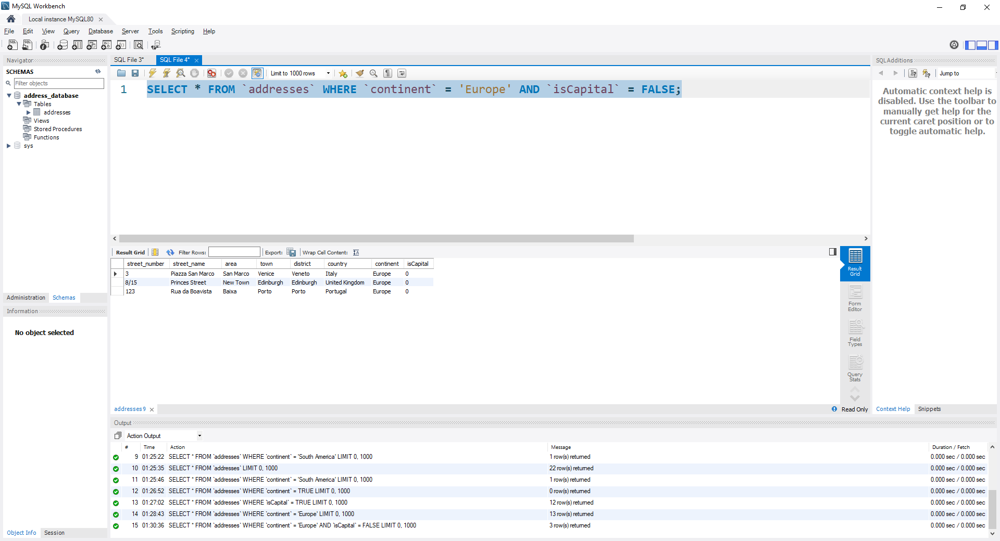 MySQL Workbench
Local instance MySQL80
File Edit View Query Database Server Tools Scripting Help
Navigator
SCHEMAS
Filter objects
address_database
Tables
addresses
Views
Stored Procedures
Functions
sys
Administration Schemas
Information
No object selected
Object Info Session
SQL File 3* SQL File 4*
Limit to 1000 rows
1 SELECT * FROM `addresses` WHERE `continent` = 'Europe' AND `isCapital` = FALSE;
Result Grid Filter Rows: Export: Wrap Cell Content:
street_number street_name area town district country continent isCapital
3 Piazza San Marco San Marco Venice Veneto Italy Europe 0
8/15 Princes Street New Town Edinburgh Edinburgh United Kingdom Europe 0
123 Rua da Boavista Baixa Porto Porto Portugal Europe 0
Result
Grid
Form
Editor
Field
Types
Query
Stats
addresses 9
Read Only
SQLAdditions
Jump to
Automatic context help is
disabled. Use the toolbar to
manually get help for the
current caret position or to
toggle automatic help.
Context Help Snippets
Output
Action Output
# Time Action Message Duration / Fetch
9 01:25:22 SELECT * FROM `addresses` WHERE `continent` = 'South America' LIMIT 0, 1000 1 row(s) returned 0.000 sec / 0.000 sec
10 01:25:35 SELECT * FROM `addresses` LIMIT 0, 1000 22 row(s) returned 0.000 sec / 0.000 sec
11 01:25:46 SELECT * FROM `addresses` WHERE `continent` = 'South America' LIMIT 0, 1000 1 row(s) returned 0.000 sec / 0.000 sec
12 01:26:52 SELECT * FROM `addresses` WHERE `continent` = TRUE LIMIT 0, 1000 0 row(s) returned 0.000 sec / 0.000 sec
13 01:27:02 SELECT * FROM `addresses` WHERE `isCapital` = TRUE LIMIT 0, 1000 12 row(s) returned 0.000 sec / 0.000 sec
14 01:28:43 SELECT * FROM `addresses` WHERE `continent` = 'Europe' LIMIT 0, 1000 13 row(s) returned 0.000 sec / 0.000 sec
15 01:30:36 SELECT * FROM `addresses` WHERE `continent` = 'Europe' AND `isCapital` = FALSE LIMIT 0, 1000 3 row(s) returned 0.000 sec / 0.000 sec